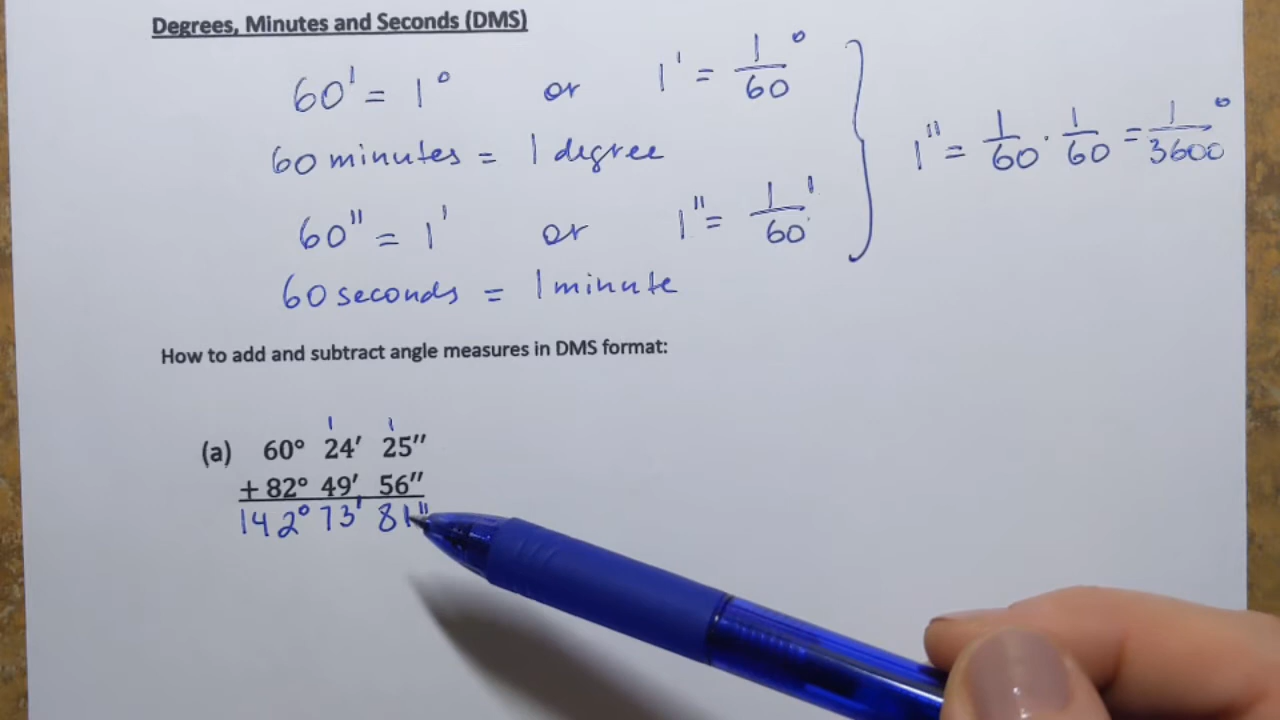 Degrees, Minutes and Seconds (DMS)
60' = 1° or 1' = 1/60°
60 minutes = 1 degree
1" = 1/60 · 1/60 = 1/3600°
60" = 1' or 1" = 1/60'
60 seconds = 1 minute
How to add and subtract angle measures in DMS format:
1 1
(a) 60° 24' 25"
+ 82° 49' 56"
142° 73' 81"